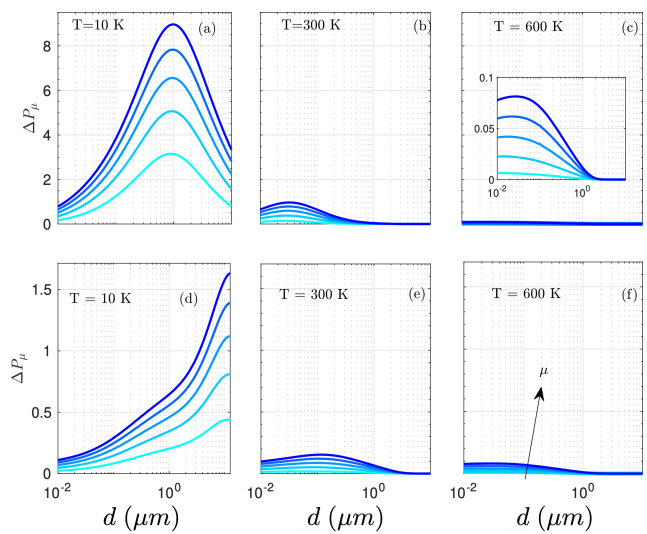 T=10 K (a)
T=300 K (b)
T = 600 K (c)
ΔP_μ
8
6
4
2
0
0.1
0.05
0
10^-2 10^0
T = 10 K (d)
T = 300 K (e)
T = 600 K (f)
μ
ΔP_μ
1.5
1
0.5
0
10^-2 10^0 10^-2 10^0 10^-2 10^0
d (μm) d (μm) d (μm)